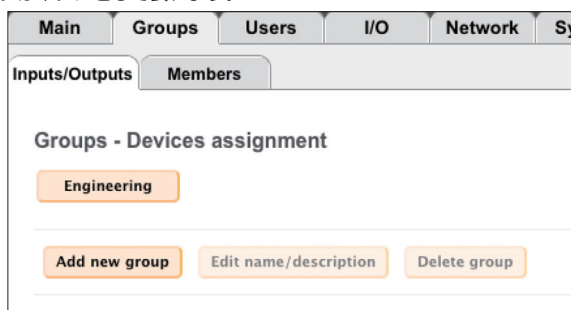 Main Groups Users I/O Network
Inputs/Outputs Members
Groups - Devices assignment
Engineering
Add new group Edit name/description Delete group